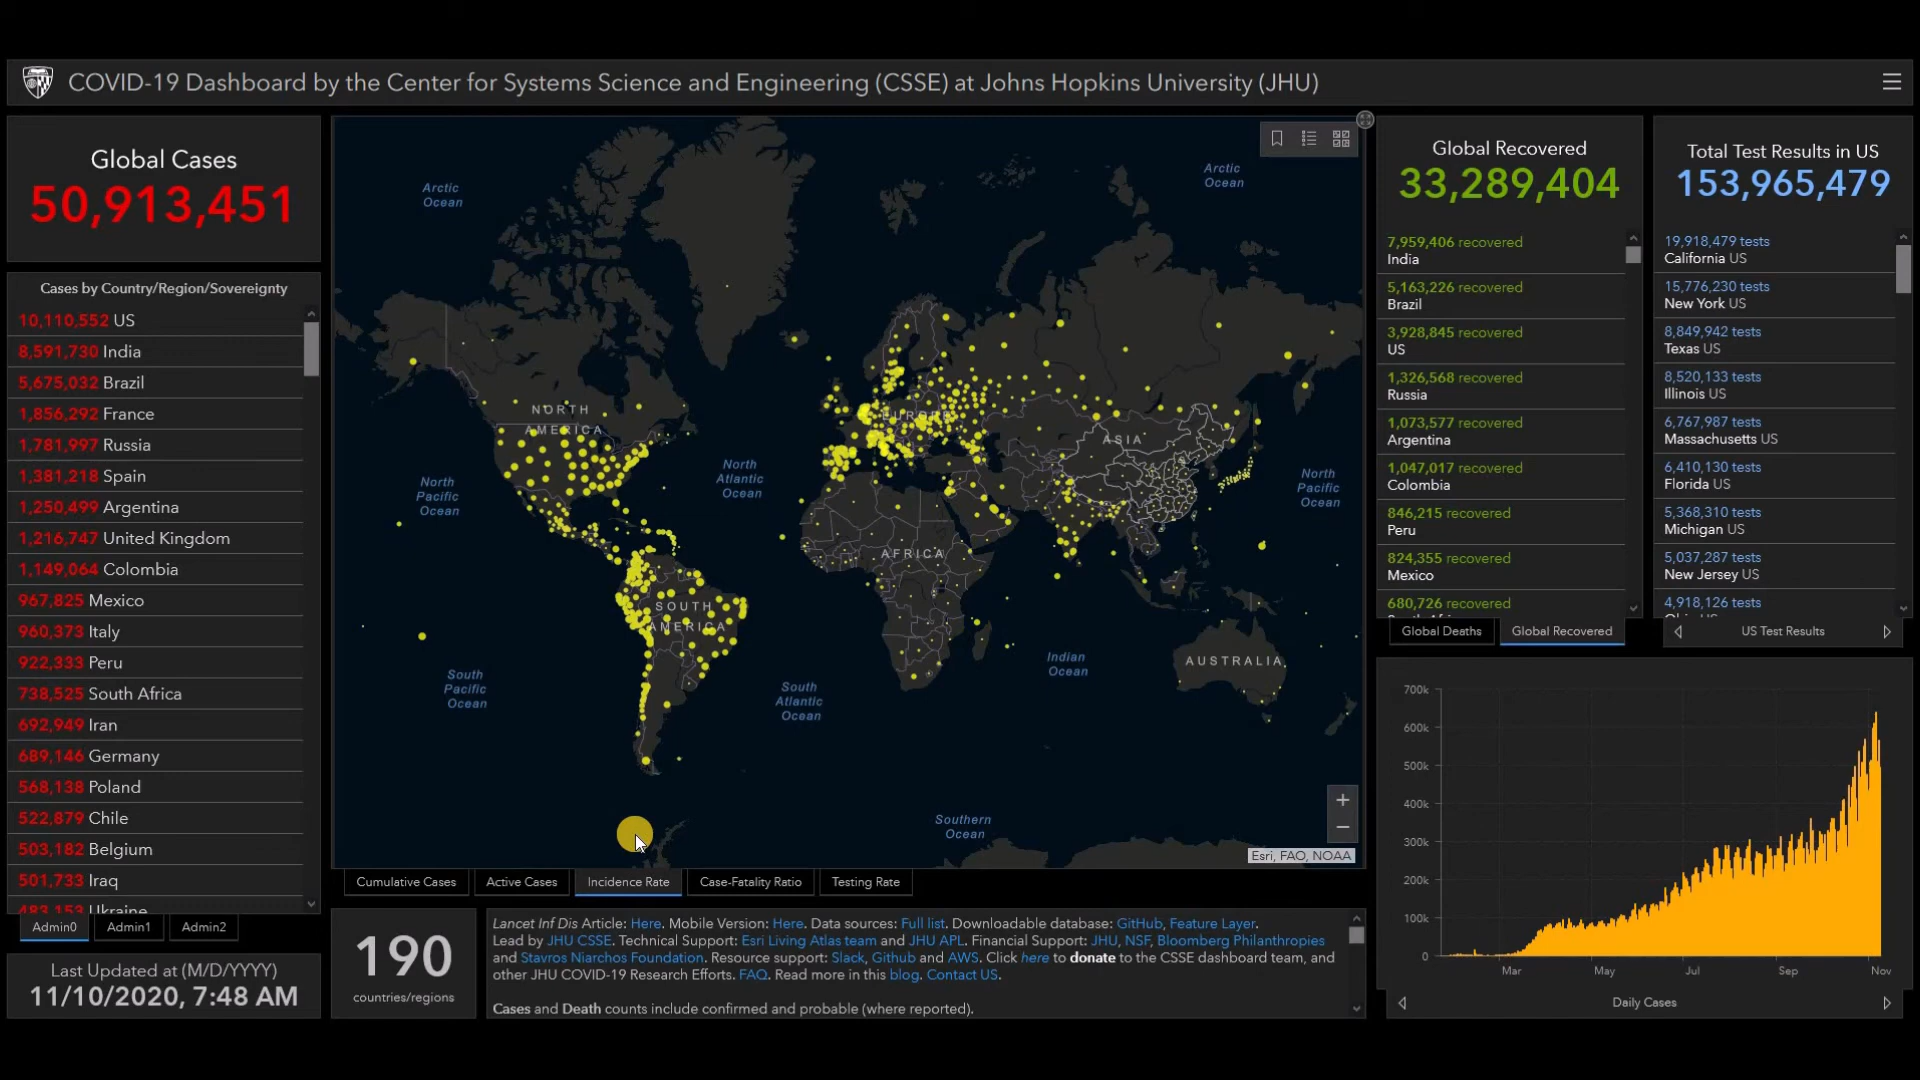 COVID-19 Dashboard by the Center for Systems Science and Engineering (CSSE) at Johns Hopkins University (JHU)
Global Cases
50,913,451
Cases by Country/Region/Sovereignty
10,110,552 US
8,591,730 India
5,675,032 Brazil
1,856,292 France
1,781,997 Russia
1,381,218 Spain
1,250,499 Argentina
1,216,747 United Kingdom
1,149,064 Colombia
967,825 Mexico
960,373 Italy
922,333 Peru
738,525 South Africa
692,949 Iran
689,146 Germany
568,138 Poland
522,879 Chile
503,182 Belgium
501,733 Iraq
483,153 Ukraine
Admin0
Admin1
Admin2
Last Updated at (M/D/YYYY)
11/10/2020, 7:48 AM
Arctic
Ocean
Arctic
Ocean
NORTH
AMERICA
EUROPE
ASIA
North
Pacific
Ocean
North
Atlantic
Ocean
North
Pacific
Ocean
AFRICA
SOUTH
AMERICA
South
Pacific
Ocean
South
Atlantic
Ocean
Indian
Ocean
AUSTRALIA
Southern
Ocean
+
−
Esri, FAO, NOAA
Cumulative Cases
Active Cases
Incidence Rate
Case-Fatality Ratio
Testing Rate
190
countries/regions
Lancet Inf Dis Article: Here. Mobile Version: Here. Data sources: Full list. Downloadable database: GitHub, Feature Layer.
Lead by JHU CSSE. Technical Support: Esri Living Atlas team and JHU APL. Financial Support: JHU, NSF, Bloomberg Philanthropies
and Stavros Niarchos Foundation. Resource support: Slack, Github and AWS. Click here to donate to the CSSE dashboard team, and
other JHU COVID-19 Research Efforts. FAQ. Read more in this blog. Contact US.
Cases and Death counts include confirmed and probable (where reported).
Global Recovered
33,289,404
7,959,406 recovered
India
5,163,226 recovered
Brazil
3,928,845 recovered
US
1,326,568 recovered
Russia
1,073,577 recovered
Argentina
1,047,017 recovered
Colombia
846,215 recovered
Peru
824,355 recovered
Mexico
680,726 recovered
Global Deaths
Global Recovered
Total Test Results in US
153,965,479
19,918,479 tests
California US
15,776,230 tests
New York US
8,849,942 tests
Texas US
8,520,133 tests
Illinois US
6,767,987 tests
Massachusetts US
6,410,130 tests
Florida US
5,368,310 tests
Michigan US
5,037,287 tests
New Jersey US
4,918,126 tests
US Test Results
700k
600k
500k
400k
300k
200k
100k
0
Mar
May
Jul
Sep
Nov
Daily Cases